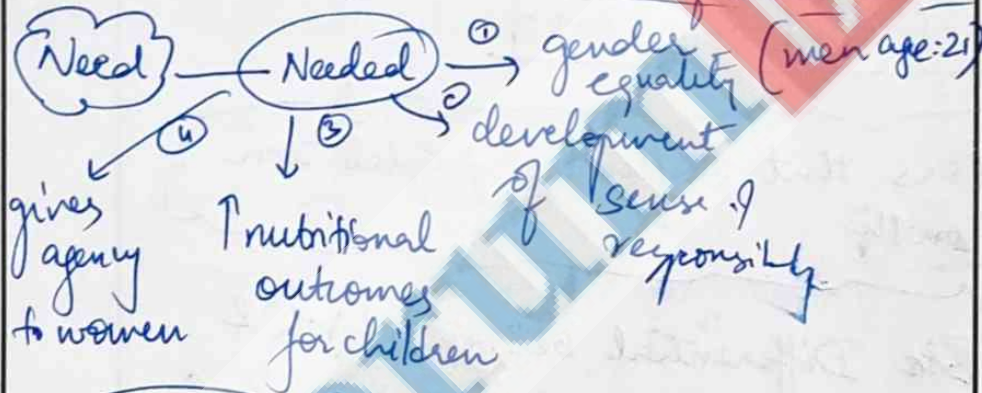 Need — Needed
① → gender equality (men age: 21)
② development of sense of responsibility
③ ↑ nutritional outcomes for children
④ gives agency to women